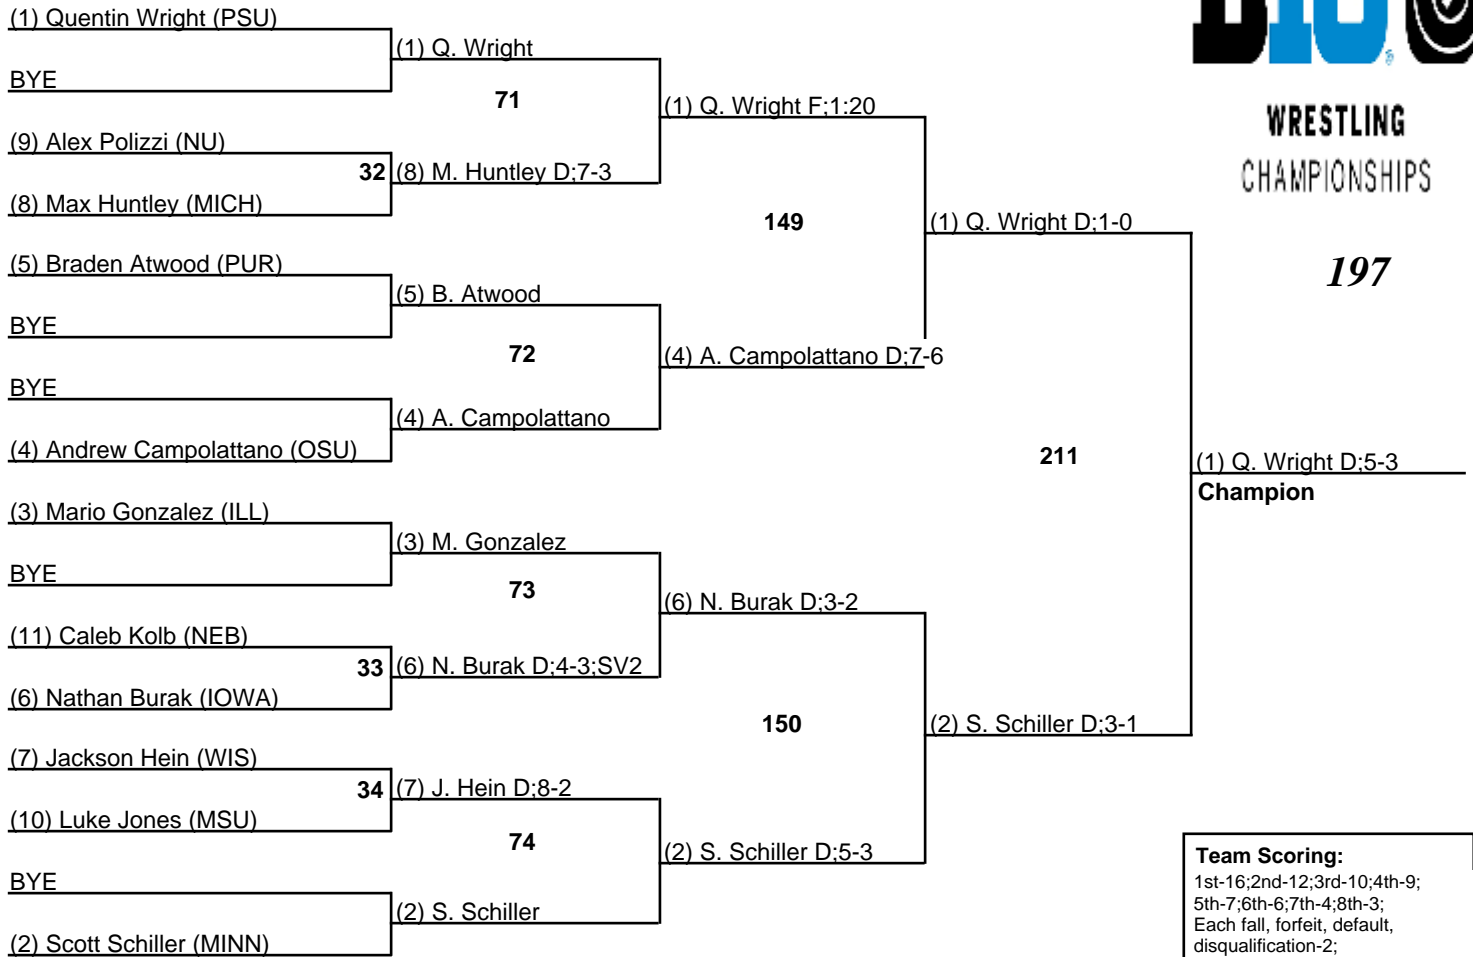 (1) Quentin Wright (PSU)
BYE
(9) Alex Polizzi (NU)
(8) Max Huntley (MICH)
(5) Braden Atwood (PUR)
BYE
BYE
(4) Andrew Campolattano (OSU)
(3) Mario Gonzalez (ILL)
BYE
(11) Caleb Kolb (NEB)
(6) Nathan Burak (IOWA)
(7) Jackson Hein (WIS)
(10) Luke Jones (MSU)
BYE
(2) Scott Schiller (MINN)
32
33
34
(1) Q. Wright
71
(8) M. Huntley D;7-3
(5) B. Atwood
72
(4) A. Campolattano
(3) M. Gonzalez
73
(6) N. Burak D;4-3;SV2
(7) J. Hein D;8-2
74
(2) S. Schiller
(1) Q. Wright F;1:20
149
(4) A. Campolattano D;7-6
(6) N. Burak D;3-2
150
(2) S. Schiller D;5-3
(1) Q. Wright D;1-0
211
(2) S. Schiller D;3-1
(1) Q. Wright D;5-3
Champion
B1G
®
WRESTLING
CHAMPIONSHIPS
197
Team Scoring:
1st-16;2nd-12;3rd-10;4th-9;
5th-7;6th-6;7th-4;8th-3;
Each fall, forfeit, default,
disqualification-2;